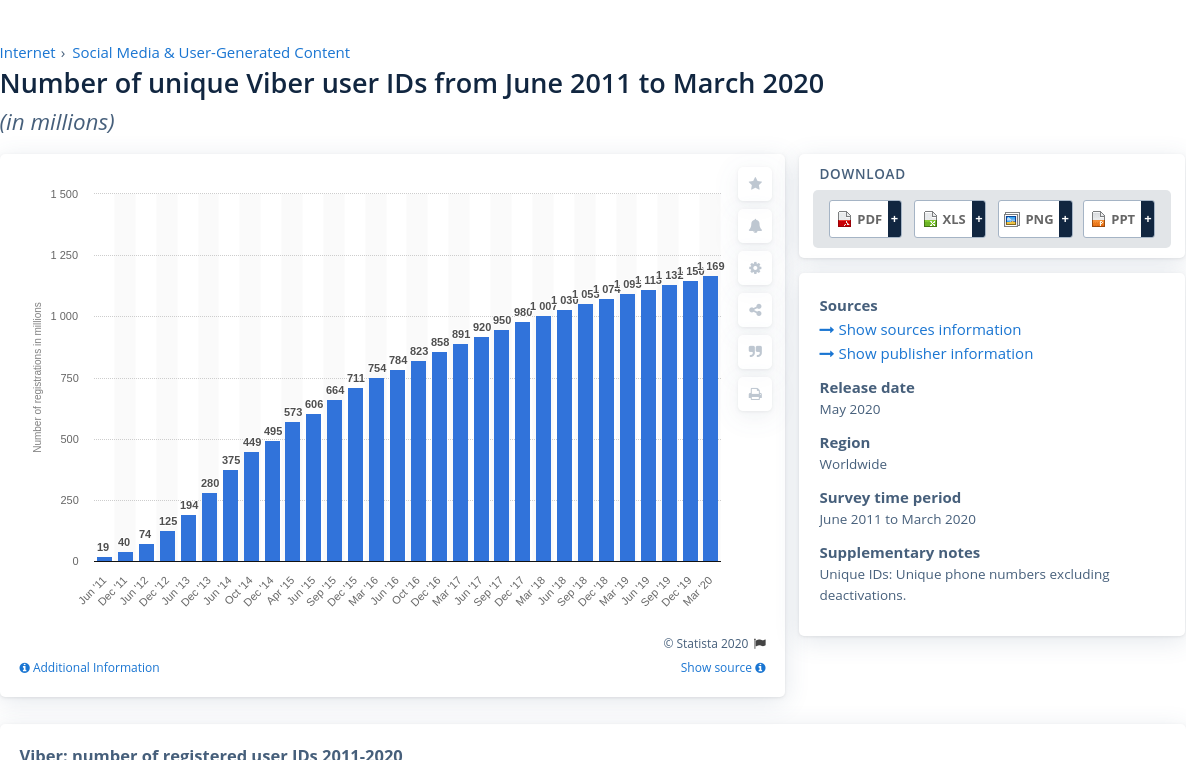 Internet › Social Media & User-Generated Content
Number of unique Viber user IDs from June 2011 to March 2020
(in millions)
Number of registrations in millions
1 500
1 250
1 000
750
500
250
0
19
40
74
125
194
280
375
449
495
573
606
664
711
754
784
823
858
891
920
950
980
1 007
1 030
1 055
1 074
1 095
1 113
1 132
1 150
1 169
Jun '11
Dec '11
Jun '12
Dec '12
Jun '13
Dec '13
Jun '14
Oct '14
Dec '14
Apr '15
Jun '15
Sep '15
Dec '15
Mar '16
Jun '16
Oct '16
Dec '16
Mar '17
Jun '17
Sep '17
Dec '17
Mar '18
Jun '18
Sep '18
Dec '18
Mar '19
Jun '19
Sep '19
Dec '19
Mar '20
© Statista 2020
Additional Information
Show source
DOWNLOAD
PDF +
XLS +
PNG +
PPT +
Sources
Show sources information
Show publisher information
Release date
May 2020
Region
Worldwide
Survey time period
June 2011 to March 2020
Supplementary notes
Unique IDs: Unique phone numbers excluding
deactivations.
Viber: number of registered user IDs 2011-2020